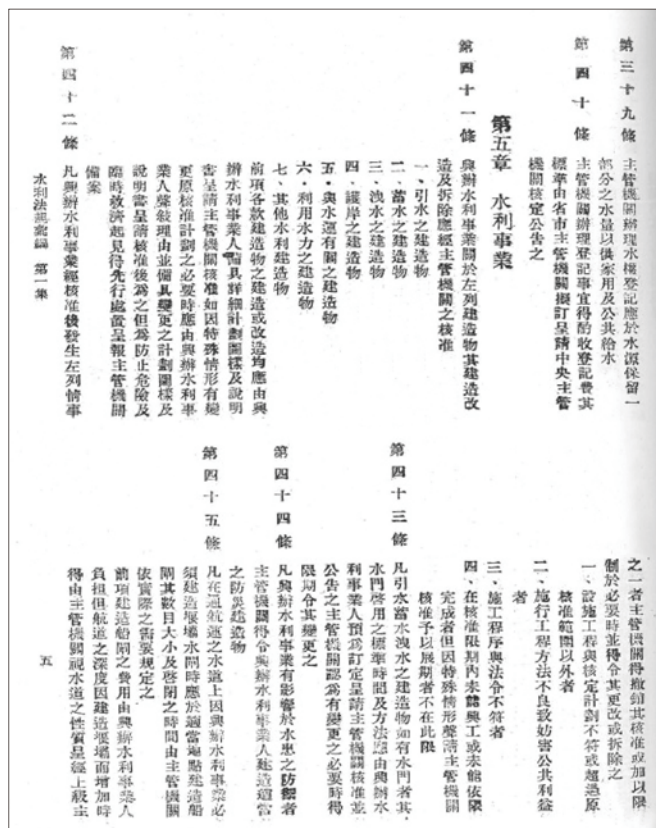 第三十九條　主管機關辦理水權登記應於水源保留一
部分之水量以供家用及公共給水
第四十條　主管機關辦理登記事宜得酌收登記費其
標準由省市主管機關擬訂呈請中央主管
機關核定公告之
第五章　水利事業
第四十一條　興辦水利事業關於左列建造物其建造改
造及拆除應經主管機關之核准
一、引水之建造物
二、蓄水之建造物
三、洩水之建造物
四、護岸之建造物
五、與水運有關之建造物
六、利用水力之建造物
七、其他水利建造物
前項各款建造物之建造或改造均應由興
辦水利事業人備具詳細計劃圖樣及說明
書呈請主管機關核准如因特殊情形有變
更原核准計劃之必要時應由興辦水利事
業人聲敘理由並備具變更之計劃圖樣及
說明書呈請核准後爲之但爲防止危險及
臨時救濟起見得先行處置呈報主管機關
備案
第四十二條　凡興辦水利事業經核准後發生左列情事
之一者主管機關得撤銷其核准或加以限
制於必要時並得令其更改或拆除之
一、設施工程與核定計劃不符或超過原
核准範圍以外者
二、施行工程方法不良致妨害公共利益
者
三、施工程序與法令不符者
四、在核准限期內未能興工或未能依限
完成者但因特殊情形聲請主管機關
核准予以展期者不在此限
第四十三條　凡引水蓄水洩水之建造物如有水門者其
水門啓用之標準時間及方法應由興辦水
利事業人預爲訂定呈請主管機關核准並
公告之主管機關認爲有變更之必要時得
限期令其變更之
第四十四條　凡興辦水利事業有影響於水患之防禦者
主管機關得令興辦水利事業人建造適當
之防災建造物
第四十五條　凡在通航運之水道上因興辦水利事業必
須建造堰壩水閘時應於適當地點建造船
閘其數目大小及啓閉之時間由主管機關
依實際之需要規定之
前項建造船閘之費用由興辦水利事業人
負担但航道之深度因建造堰壩而增加時
得由主管機關視水道之性質呈經上級主
水利法規彙編　第一集
五